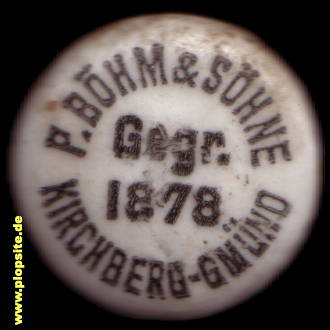 P. BÖHM & SÖHNE
Gegr.
1878
KIRCHBERG-GMÜND
www.plopsite.de